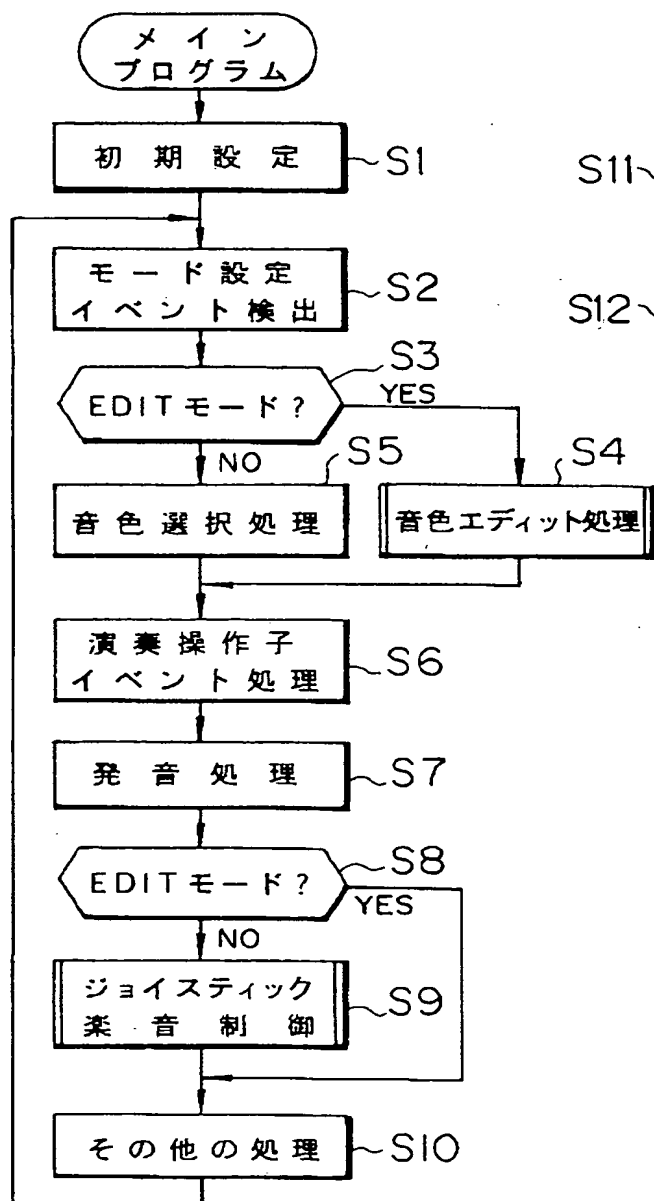 メイン
プログラム
初期設定
S1
S11
モード設定
イベント検出
S2
S12
S3
EDITモード?
YES
NO
S5
S4
音色選択処理
音色エディット処理
演奏操作子
イベント処理
S6
発音処理
S7
S8
EDITモード?
YES
NO
ジョイスティック
楽音制御
S9
その他の処理
S10